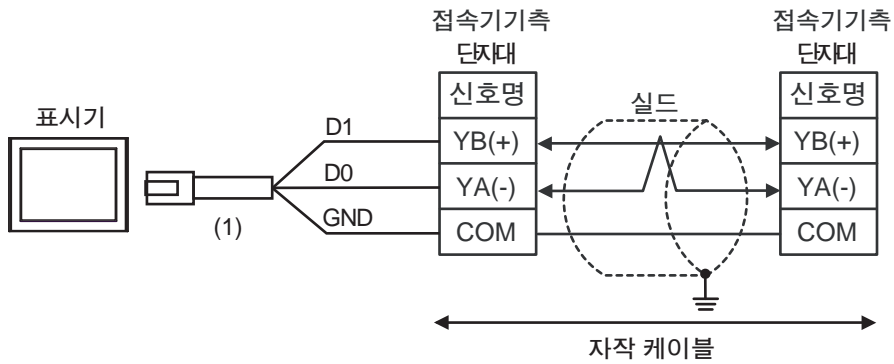 접속기기측
단자대
접속기기측
단자대
표시기
(1)
D1
D0
GND
신호명
YB(+)
YA(-)
COM
실드
신호명
YB(+)
YA(-)
COM
자작 케이블